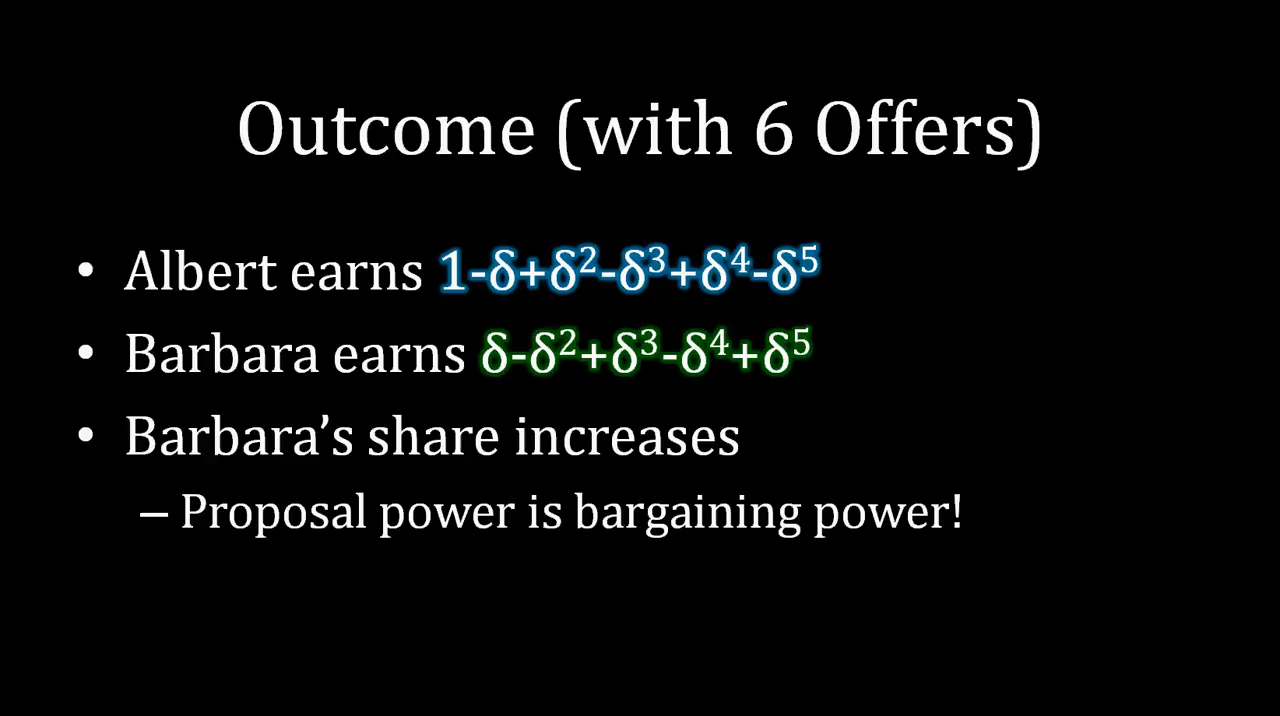 Outcome (with 6 Offers)
• Albert earns 1-δ+δ²-δ³+δ⁴-δ⁵
• Barbara earns δ-δ²+δ³-δ⁴+δ⁵
• Barbara’s share increases
– Proposal power is bargaining power!